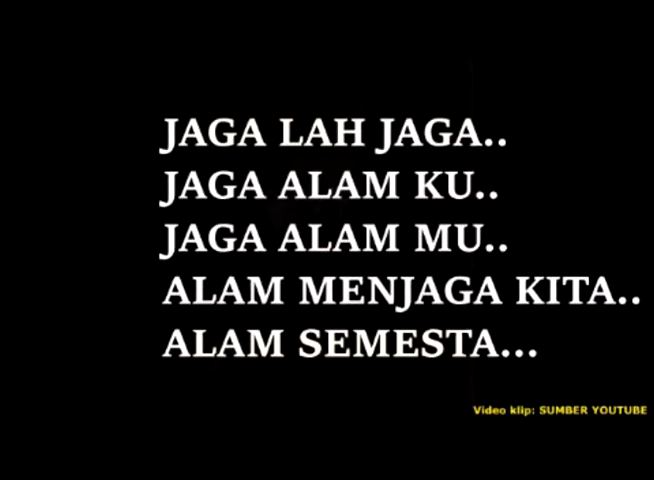 JAGA LAH JAGA..
JAGA ALAM KU..
JAGA ALAM MU..
ALAM MENJAGA KITA..
ALAM SEMESTA...
Video klip: SUMBER YOUTUBE